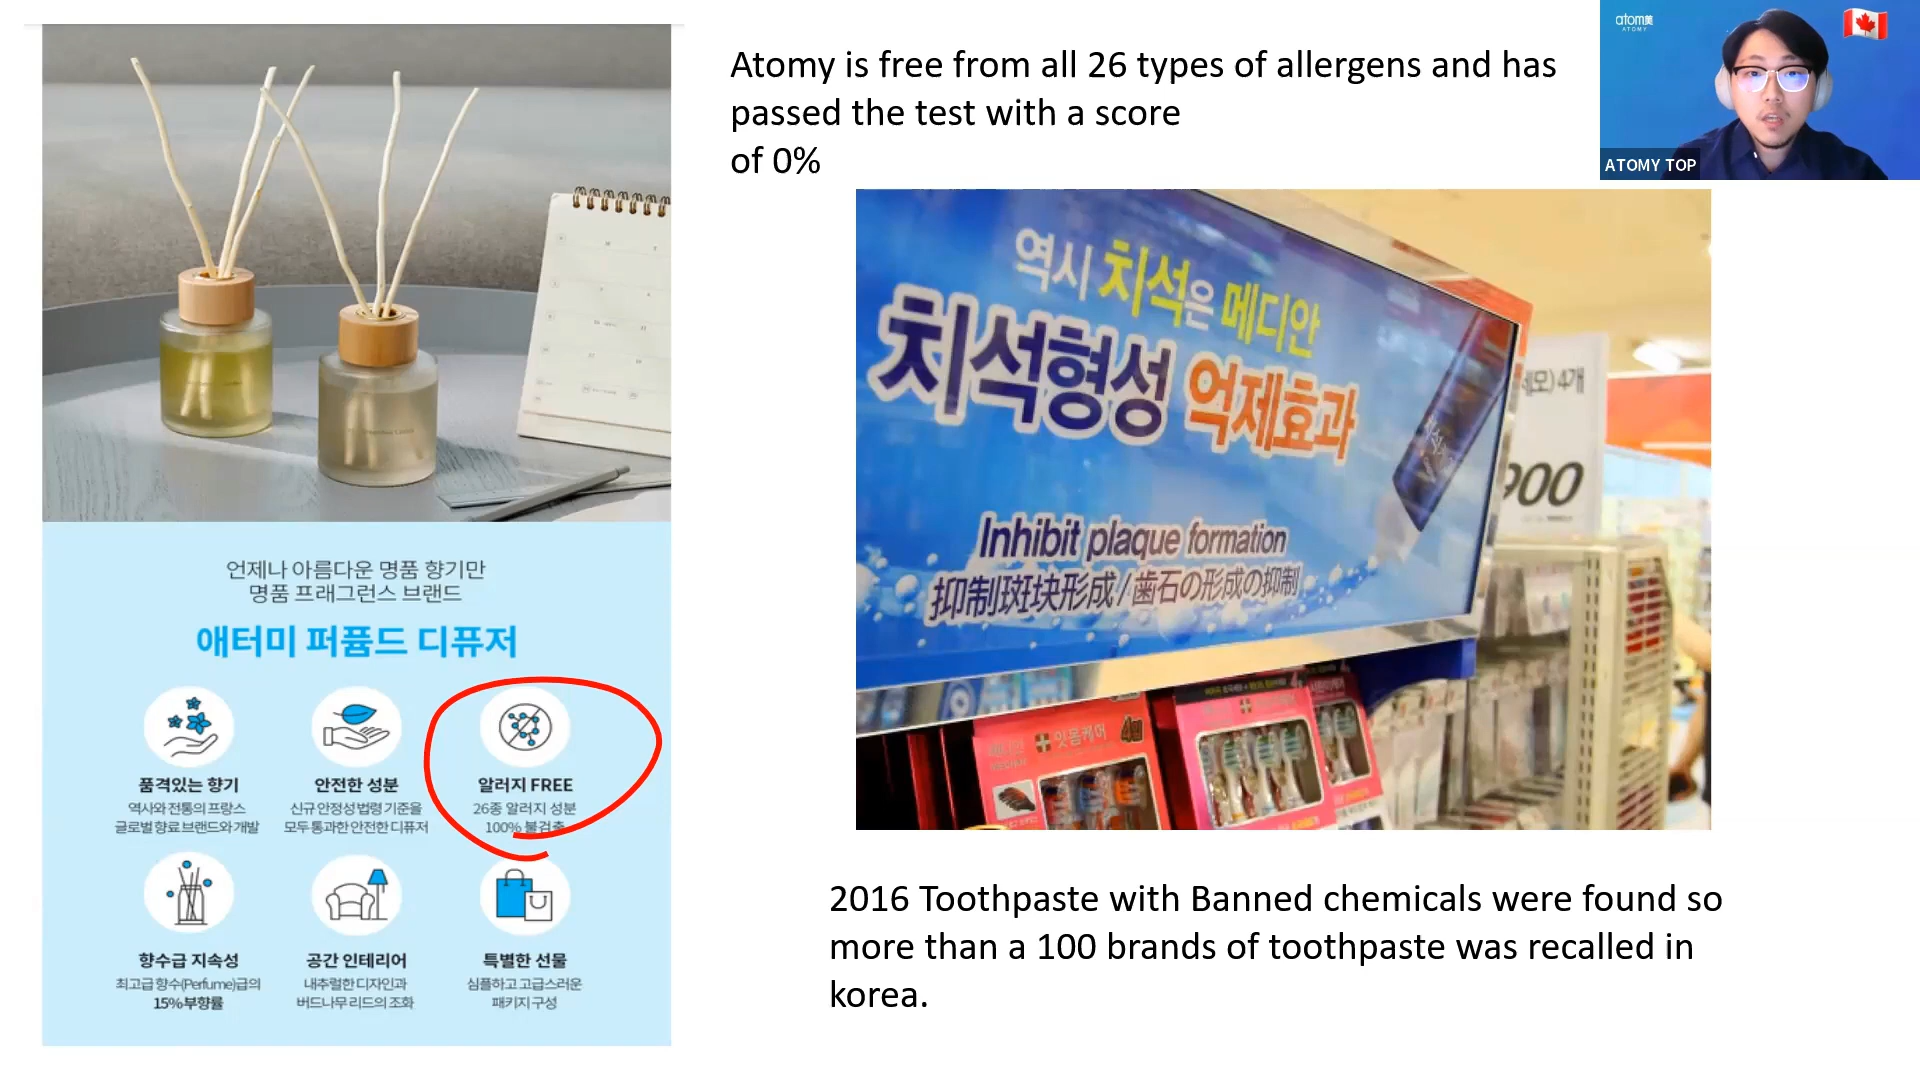 Atomy is free from all 26 types of allergens and has
passed the test with a score
of 0%
atom美
ATOMY
ATOMY TOP
역시 치석은 메디안
치석형성 억제효과
Inhibit plaque formation
抑制斑块形成 / 歯石の形成の抑制
4개
900
잇몸케어
언제나 아름다운 명품 향기만
명품 프래그런스 브랜드
애터미 퍼퓸드 디퓨저
품격있는 향기
역사와 전통의 프랑스
글로벌 향료 브랜드와 개발
안전한 성분
신규 안정성 법령 기준을
모두 통과한 안전한 디퓨저
알러지 FREE
26종 알러지 성분
100% 불검출
향수급 지속성
최고급 향수(Perfume)급의
15% 부향률
공간 인테리어
내추럴한 디자인과
버드나무 리드의 조화
특별한 선물
심플하고 고급스러운
패키지 구성
2016 Toothpaste with Banned chemicals were found so
more than a 100 brands of toothpaste was recalled in
korea.